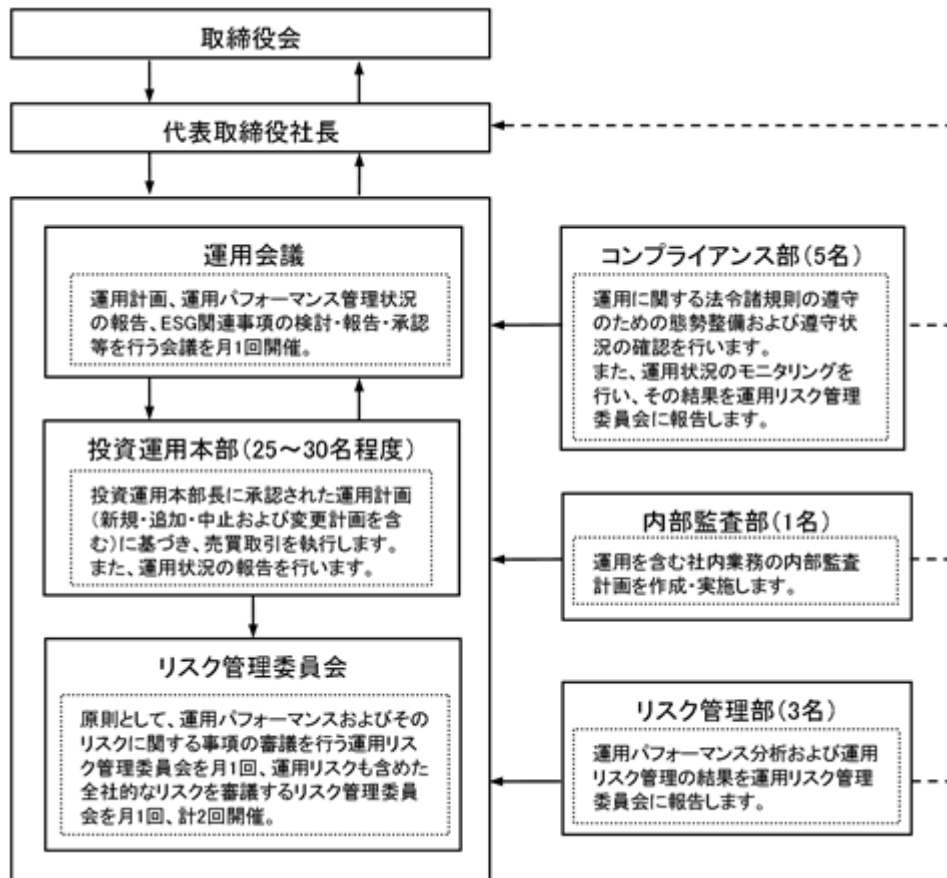 取締役会
代表取締役社長
運用会議
運用計画、運用パフォーマンス管理状況
の報告、ESG関連事項の検討・報告・承認
等を行う会議を月1回開催。
投資運用本部(25～30名程度)
投資運用本部長に承認された運用計画
(新規・追加・中止および変更計画を含
む)に基づき、売買取引を執行します。
また、運用状況の報告を行います。
リスク管理委員会
原則として、運用パフォーマンスおよびその
リスクに関する事項の審議を行う運用リス
ク管理委員会を月1回、運用リスクも含めた
全社的なリスクを審議するリスク管理委員
会を月1回、計2回開催。
コンプライアンス部(5名)
運用に関する法令諸規則の遵守
のための態勢整備および遵守状
況の確認を行います。
また、運用状況のモニタリングを
行い、その結果を運用リスク管理
委員会に報告します。
内部監査部(1名)
運用を含む社内業務の内部監査
計画を作成・実施します。
リスク管理部(3名)
運用パフォーマンス分析および運用
リスク管理の結果を運用リスク管理
委員会に報告します。